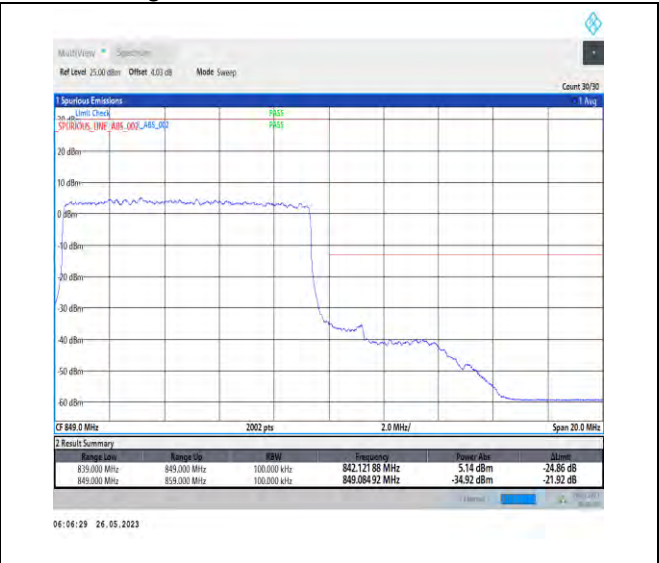 MultiView Spectrum
Ref Level 25.00 dBm Offset 4.03 dB Mode Sweep
Count 30/30
1 Spurious Emissions 1 Avg
Limit Check PASS
SPURIOUS_LINE_ABS_002 _ABS_002 PASS
20 dBm
10 dBm
0 dBm
-10 dBm
-20 dBm
-30 dBm
-40 dBm
-50 dBm
-60 dBm
CF 849.0 MHz 2002 pts 2.0 MHz/ Span 20.0 MHz
2 Result Summary
Range Low Range Up RBW Frequency Power Abs ΔLimit
839.000 MHz 849.000 MHz 100.000 kHz 842.121 88 MHz 5.14 dBm -24.86 dB
849.000 MHz 859.000 MHz 100.000 kHz 849.084 92 MHz -34.92 dBm -21.92 dB
06:06:29 26.05.2023